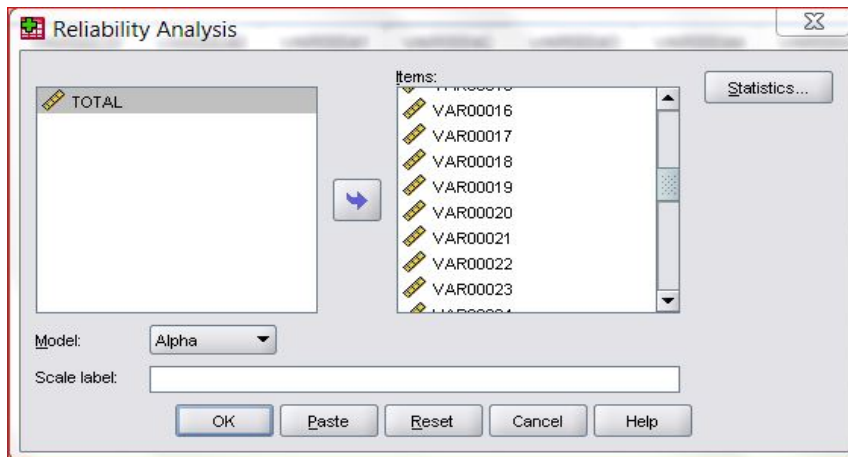 Reliability Analysis
TOTAL
Items:
VAR00016
VAR00017
VAR00018
VAR00019
VAR00020
VAR00021
VAR00022
VAR00023
Statistics...
Model:
Alpha
Scale label:
OK
Paste
Reset
Cancel
Help